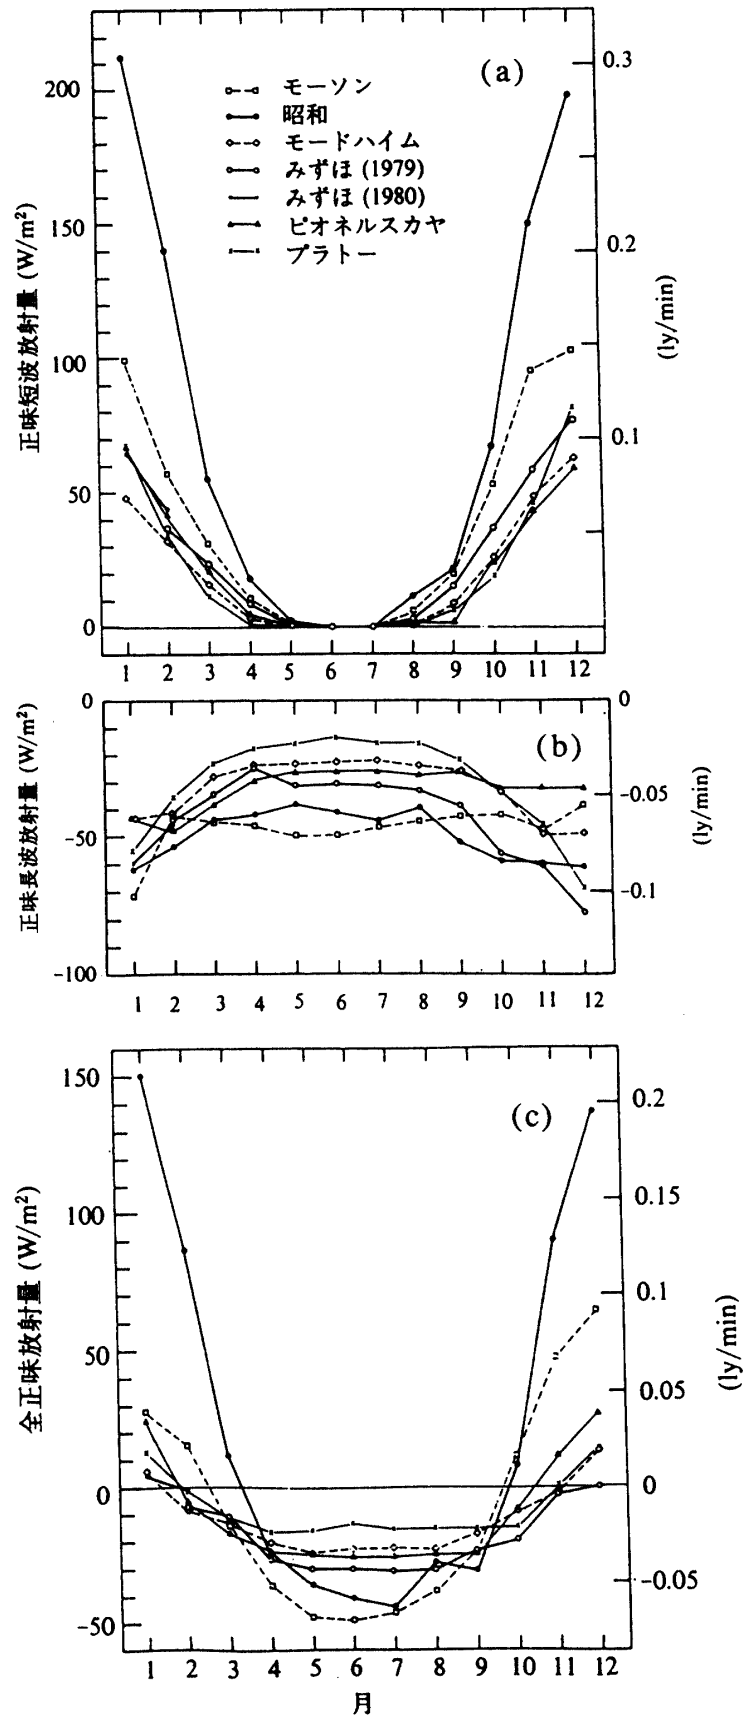 (a)
モーソン
昭和
モードハイム
みずほ (1979)
みずほ (1980)
ピオネルスカヤ
プラトー
正味短波放射量 (W/m²)
200
150
100
50
0
0.3
0.2
0.1
(ly/min)
1 2 3 4 5 6 7 8 9 10 11 12
(b)
正味長波放射量 (W/m²)
0
-50
-100
0
-0.05
-0.1
(ly/min)
1 2 3 4 5 6 7 8 9 10 11 12
(c)
全正味放射量 (W/m²)
150
100
50
0
-50
0.2
0.15
0.1
0.05
0
-0.05
(ly/min)
1 2 3 4 5 6 7 8 9 10 11 12
月